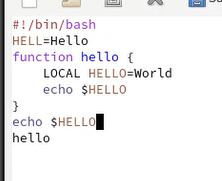 #!/bin/bash
HELL=Hello
function hello {
    LOCAL HELLO=World
    echo $HELLO
}
echo $HELLO
hello